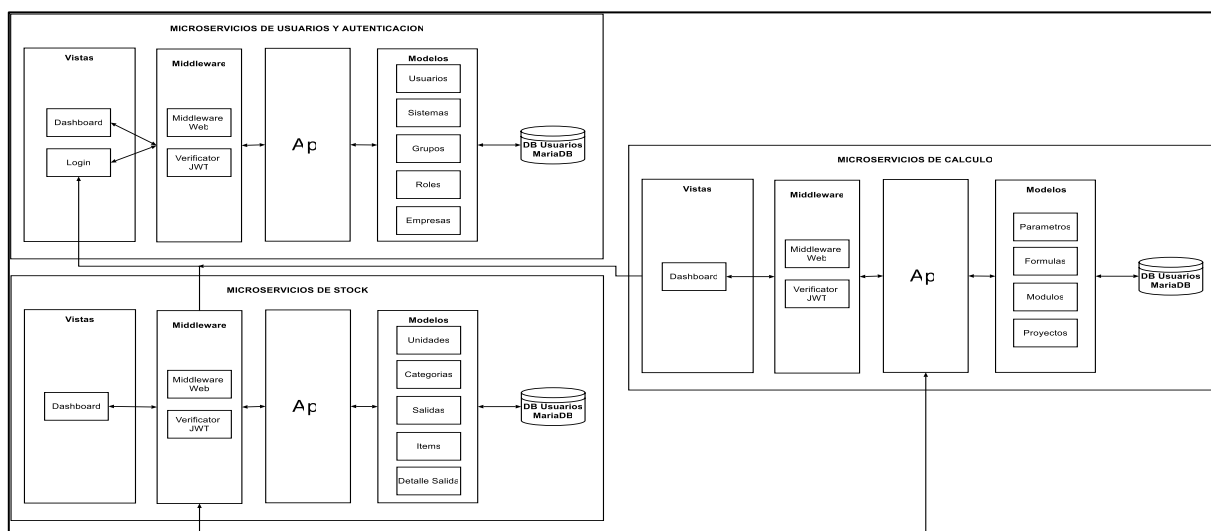 MICROSERVICIOS DE USUARIOS Y AUTENTICACION
Vistas
Dashboard
Login
Middleware
Middleware
Web
Verificator
JWT
Ap
Modelos
Usuarios
Sistemas
Grupos
Roles
Empresas
DB Usuarios
MariaDB
MICROSERVICIOS DE STOCK
Vistas
Dashboard
Middleware
Middleware
Web
Verificator
JWT
Ap
Modelos
Unidades
Categorias
Salidas
Items
Detalle Salida
DB Usuarios
MariaDB
MICROSERVICIOS DE CALCULO
Vistas
Dashboard
Middleware
Middleware
Web
Verificator
JWT
Ap
Modelos
Parametros
Formulas
Modulos
Proyectos
DB Usuarios
MariaDB